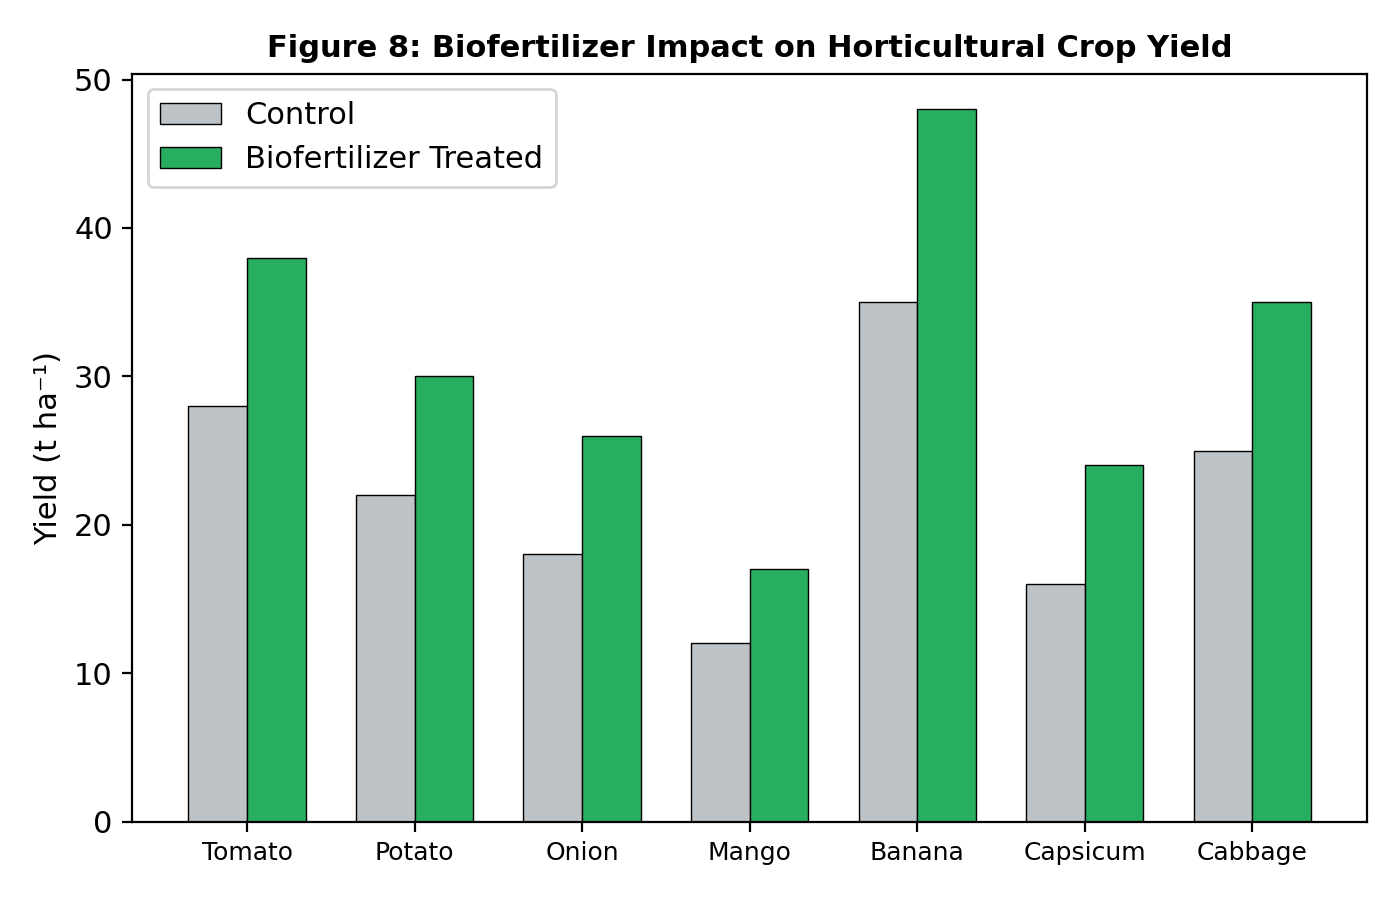 Figure 8: Biofertilizer Impact on Horticultural Crop Yield
Control
Biofertilizer Treated
Yield (t ha⁻¹)
50
40
30
20
10
0
Tomato Potato Onion Mango Banana Capsicum Cabbage